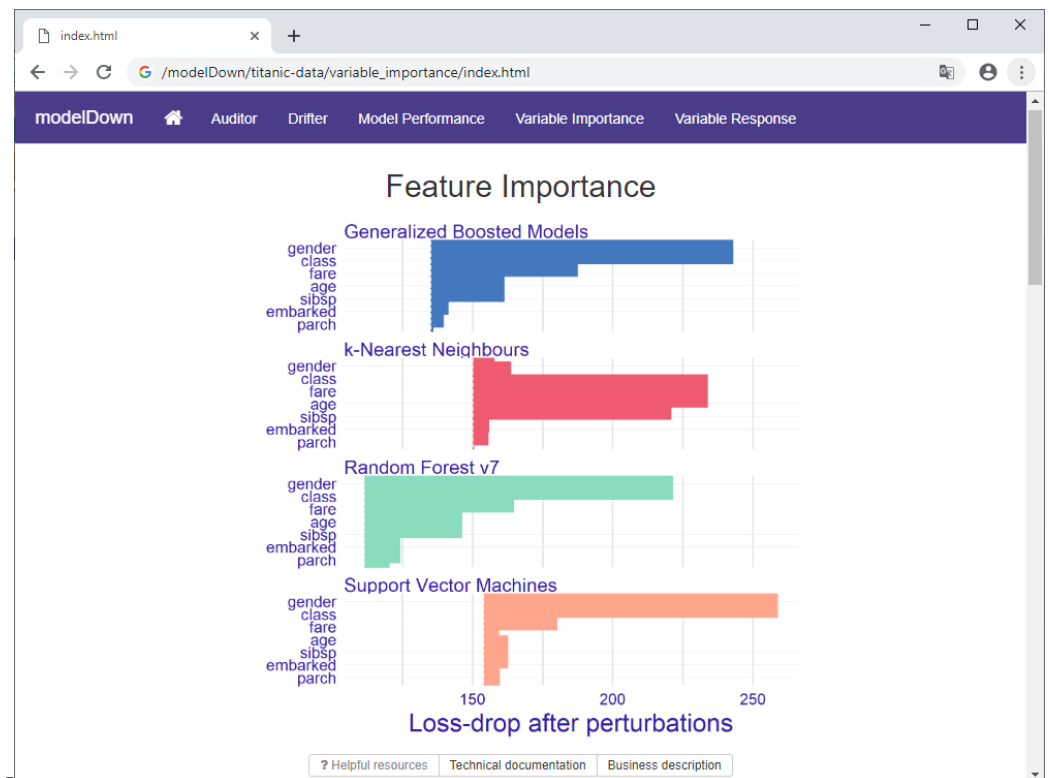 index.html
/modelDown/titanic-data/variable_importance/index.html
modelDown Auditor Drifter Model Performance Variable Importance Variable Response
Feature Importance
Generalized Boosted Models
gender
class
fare
age
sibsp
embarked
parch
k-Nearest Neighbours
gender
class
fare
age
sibsp
embarked
parch
Random Forest v7
gender
class
fare
age
sibsp
embarked
parch
Support Vector Machines
gender
class
fare
age
sibsp
embarked
parch
150 200 250
Loss-drop after perturbations
? Helpful resources Technical documentation Business description